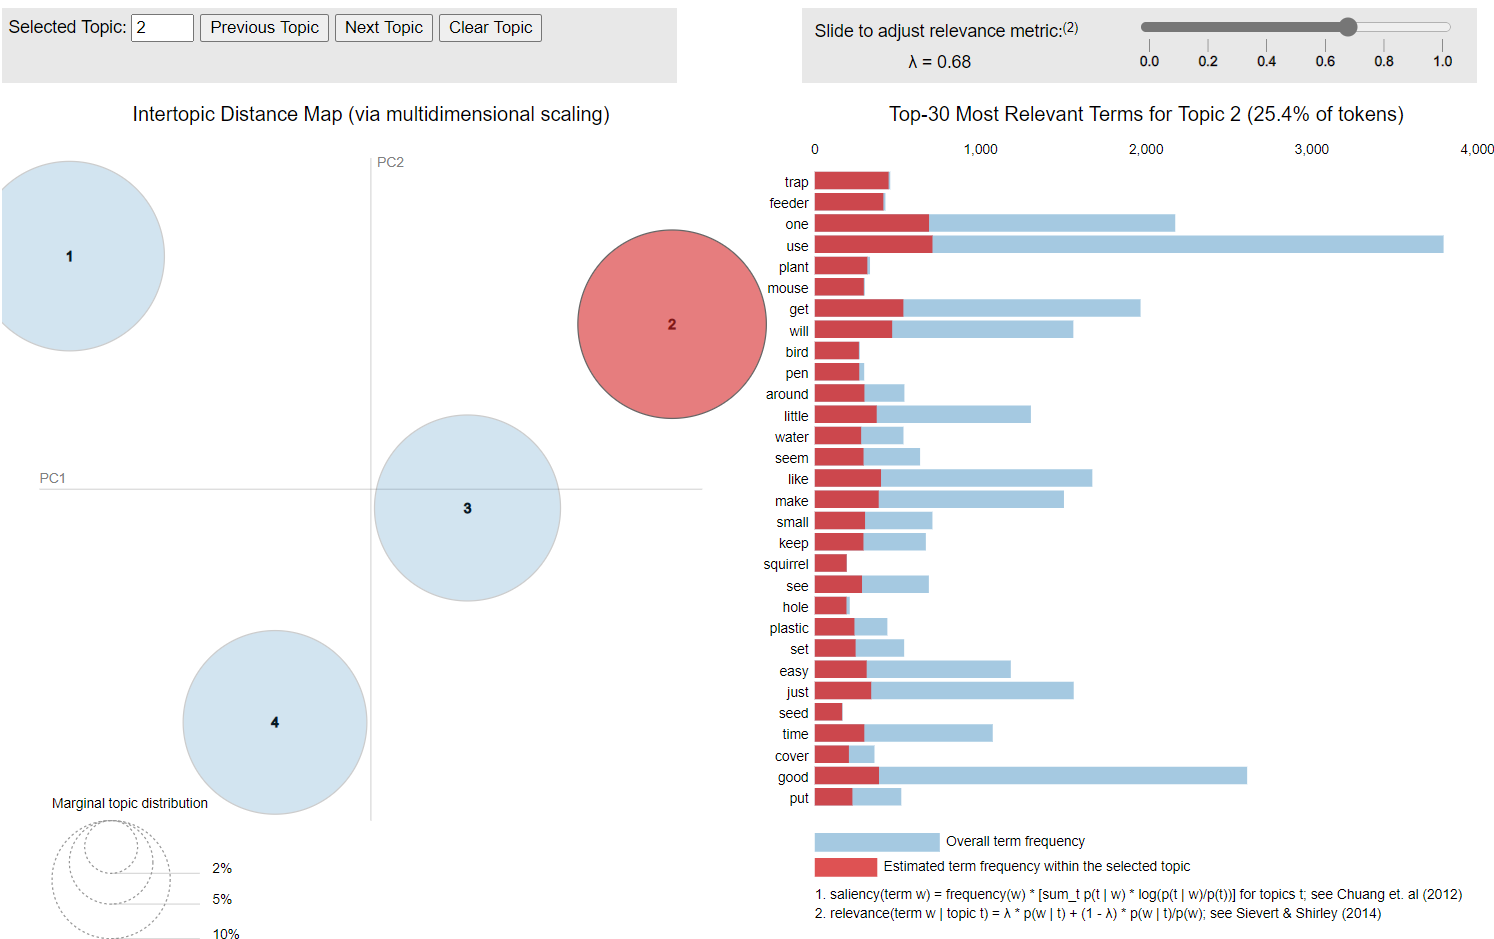 Selected Topic: 2 Previous Topic Next Topic Clear Topic
Slide to adjust relevance metric:(2)
λ = 0.68
0.0 0.2 0.4 0.6 0.8 1.0
Intertopic Distance Map (via multidimensional scaling)
PC2
PC1
1
2
3
4
Marginal topic distribution
2%
5%
10%
Top-30 Most Relevant Terms for Topic 2 (25.4% of tokens)
0 1,000 2,000 3,000 4,000
trap
feeder
one
use
plant
mouse
get
will
bird
pen
around
little
water
seem
like
make
small
keep
squirrel
see
hole
plastic
set
easy
just
seed
time
cover
good
put
Overall term frequency
Estimated term frequency within the selected topic
1. saliency(term w) = frequency(w) * [sum_t p(t | w) * log(p(t | w)/p(t))] for topics t; see Chuang et. al (2012)
2. relevance(term w | topic t) = λ * p(w | t) + (1 - λ) * p(w | t)/p(w); see Sievert & Shirley (2014)